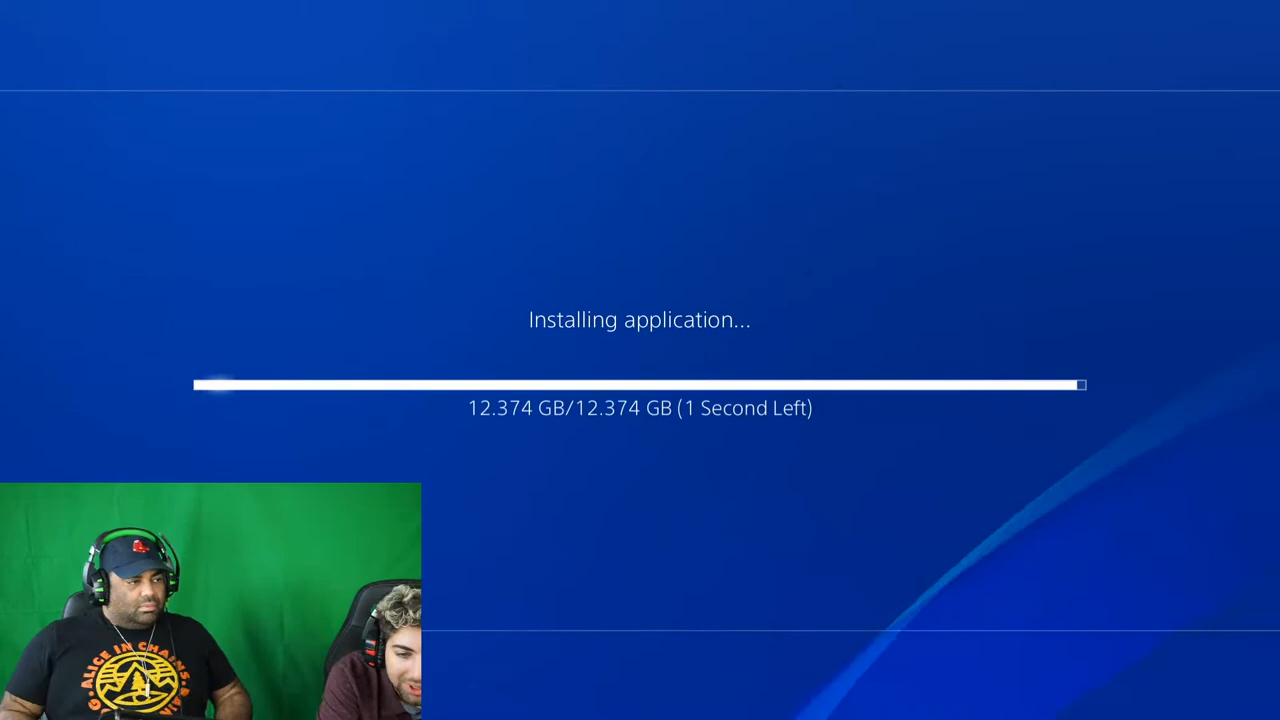 Installing application...
12.374 GB/12.374 GB (1 Second Left)
ALICE IN CHAINS